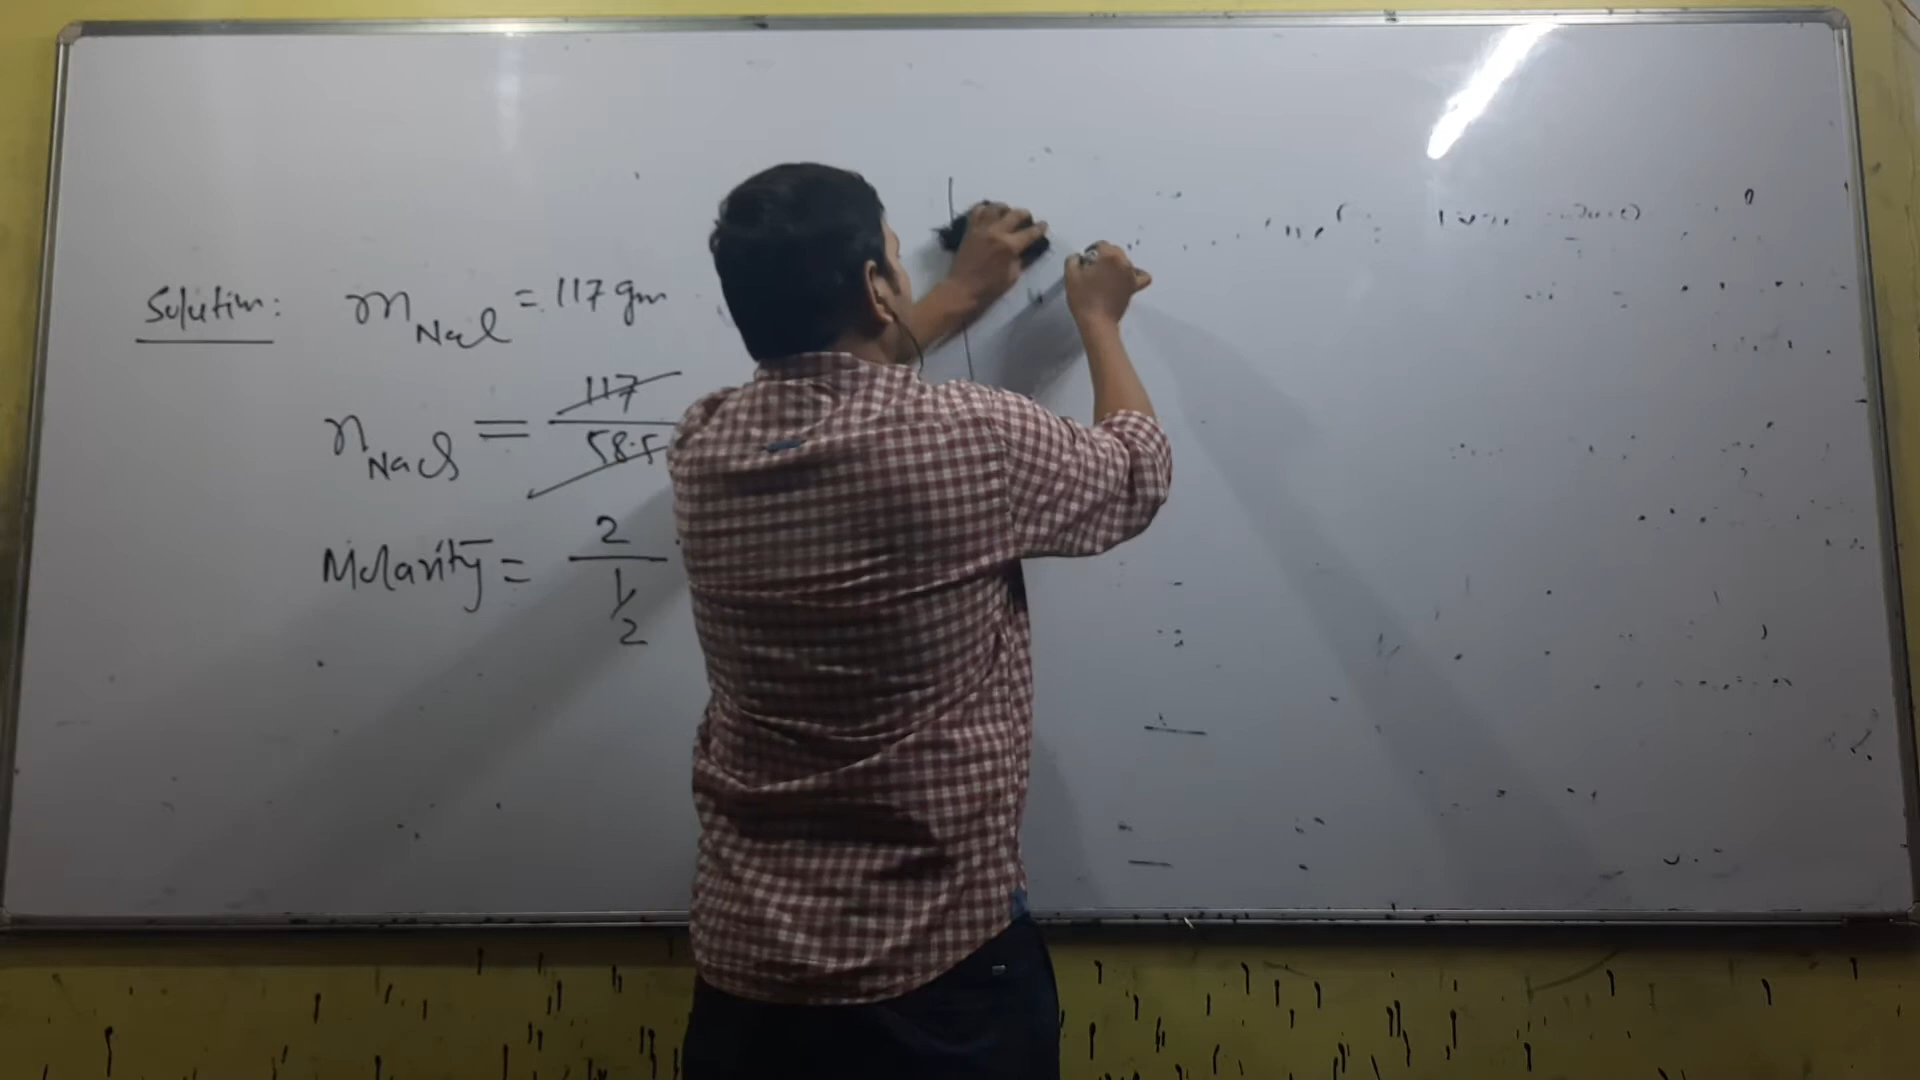 Solution: m NaCl = 117 gm
n NaCl = 117 / 58.5
Molarity = 2 / 1/2